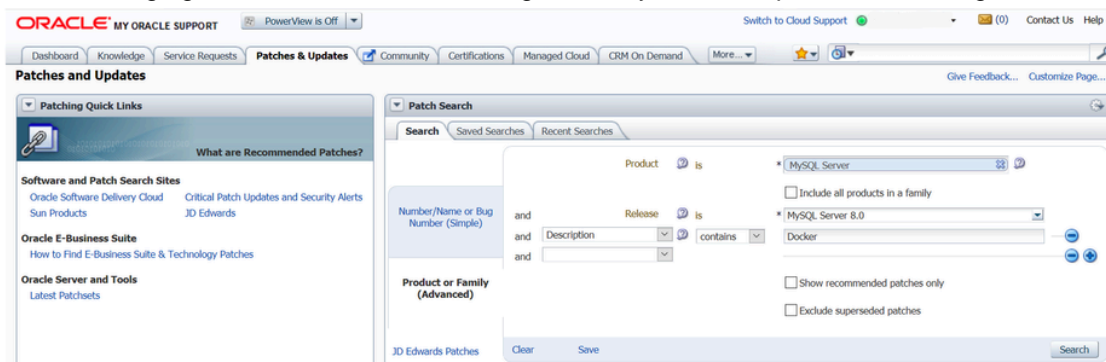 ORACLE MY ORACLE SUPPORT
PowerView is Off
Switch to Cloud Support
(0)
Contact Us
Help
Dashboard
Knowledge
Service Requests
Patches & Updates
Community
Certifications
Managed Cloud
CRM On Demand
More...
Patches and Updates
Give Feedback...
Customize Page...
Patching Quick Links
What are Recommended Patches?
Software and Patch Search Sites
Oracle Software Delivery Cloud
Critical Patch Updates and Security Alerts
Sun Products
JD Edwards
Oracle E-Business Suite
How to Find E-Business Suite & Technology Patches
Oracle Server and Tools
Latest Patchsets
Patch Search
Search
Saved Searches
Recent Searches
Number/Name or Bug
Number (Simple)
Product or Family
(Advanced)
JD Edwards Patches
Product is * MySQL Server
Include all products in a family
and Release is * MySQL Server 8.0
and Description contains Docker
and
Show recommended patches only
Exclude superseded patches
Clear
Save
Search